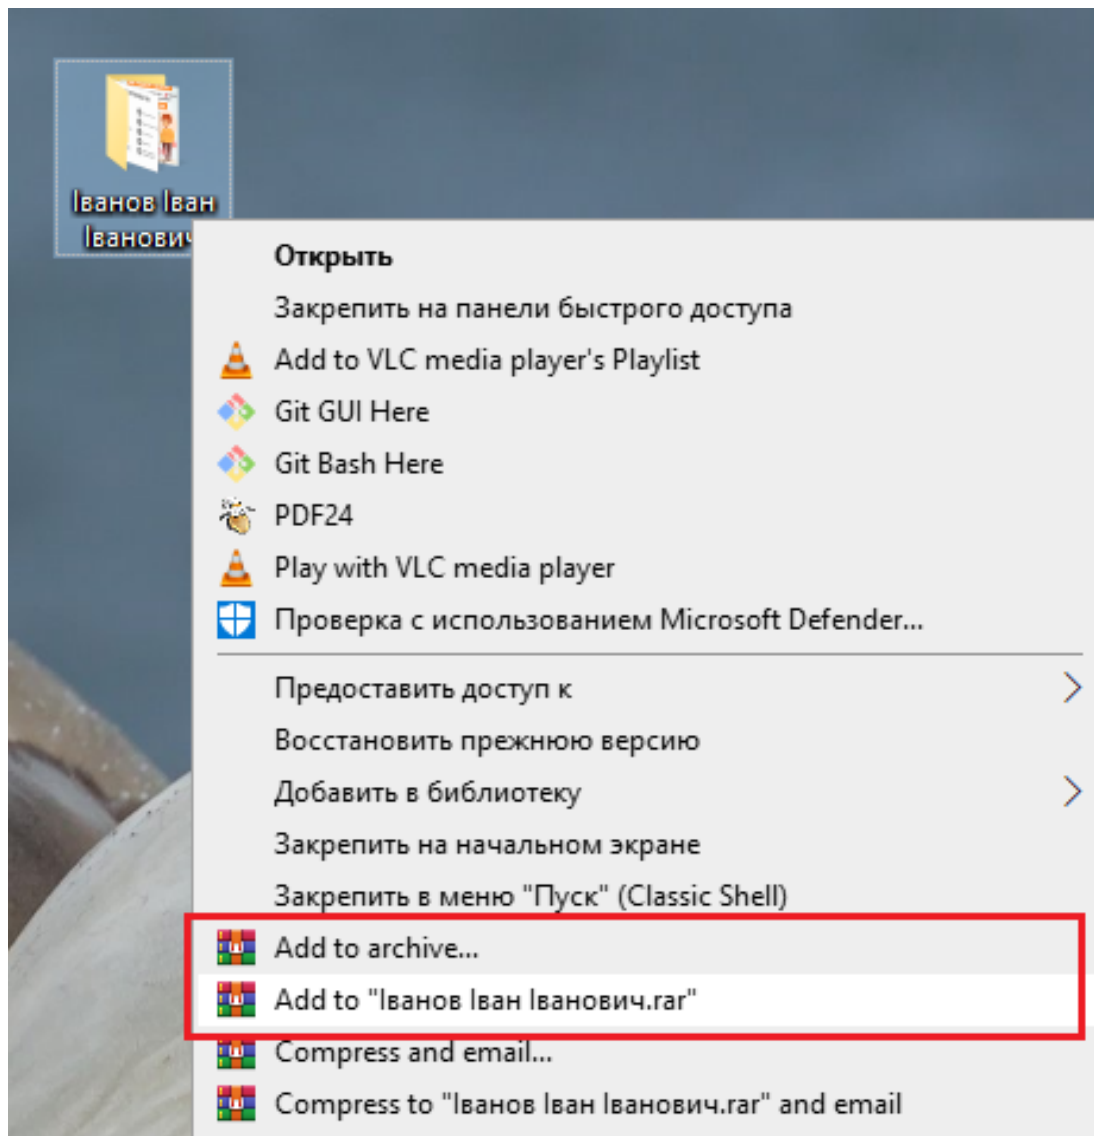 Іванов Іван
Іванович
Открыть
Закрепить на панели быстрого доступа
Add to VLC media player's Playlist
Git GUI Here
Git Bash Here
PDF24
Play with VLC media player
Проверка с использованием Microsoft Defender...
Предоставить доступ к
Восстановить прежнюю версию
Добавить в библиотеку
Закрепить на начальном экране
Закрепить в меню "Пуск" (Classic Shell)
Add to archive...
Add to "Іванов Іван Іванович.rar"
Compress and email...
Compress to "Іванов Іван Іванович.rar" and email